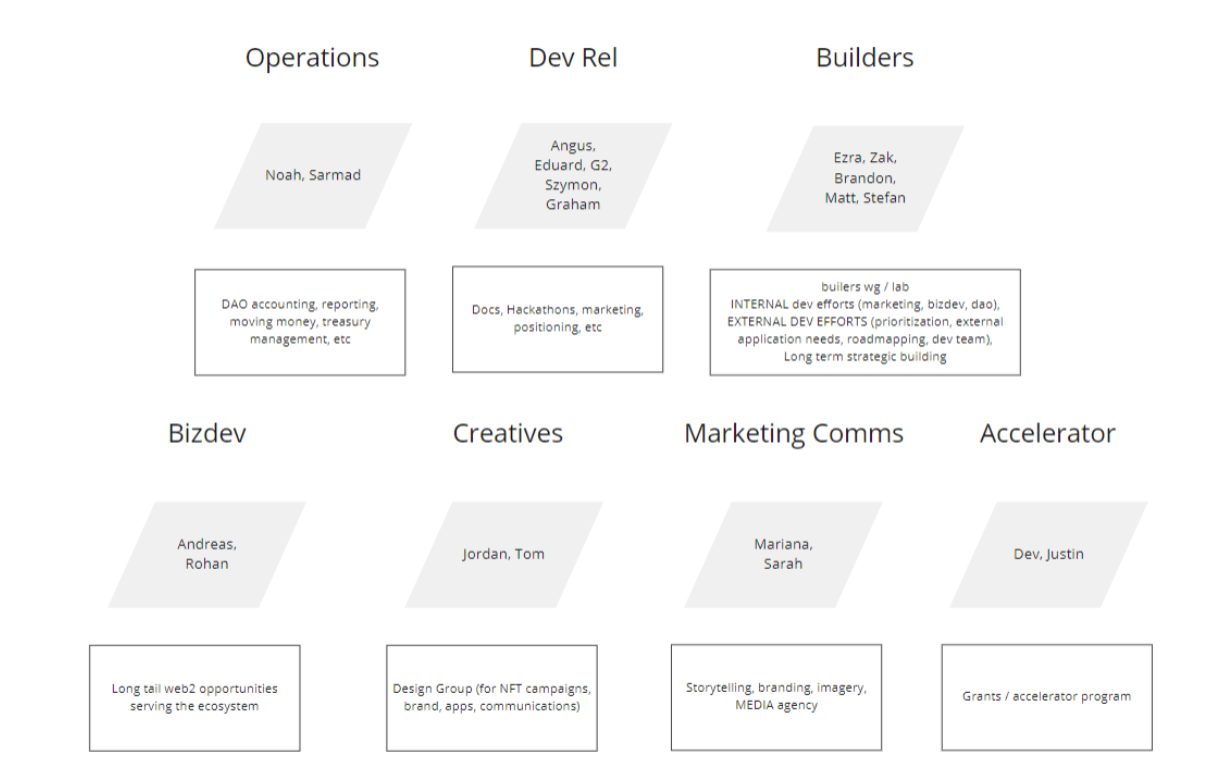 Operations
Dev Rel
Builders
Noah, Sarmad
Angus,
Eduard, G2,
Szymon,
Graham
Ezra, Zak,
Brandon,
Matt, Stefan
DAO accounting, reporting,
moving money, treasury
management, etc
Docs, Hackathons, marketing,
positioning, etc
builers wg / lab
INTERNAL dev efforts (marketing, bizdev, dao),
EXTERNAL DEV EFFORTS (prioritization, external
application needs, roadmapping, dev team),
Long term strategic building
Bizdev
Creatives
Marketing Comms
Accelerator
Andreas,
Rohan
Jordan, Tom
Mariana,
Sarah
Dev, Justin
Long tail web2 opportunities
serving the ecosystem
Design Group (for NFT campaigns,
brand, apps, communications)
Storytelling, branding, imagery,
MEDIA agency
Grants / accelerator program